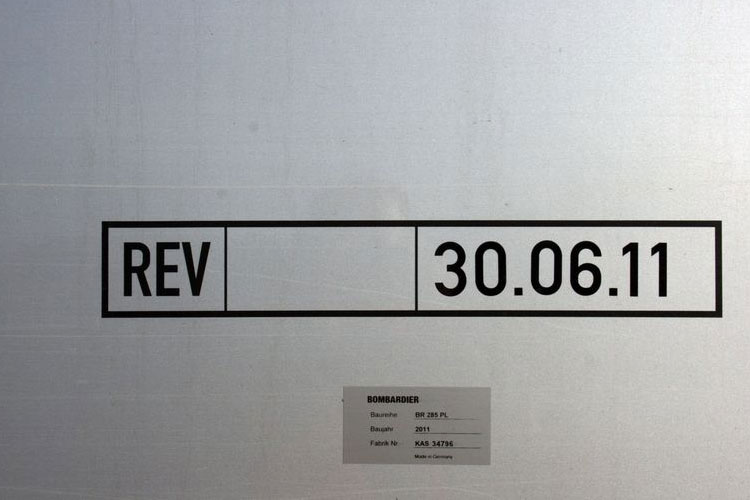 REV 30.06.11
BOMBARDIER
Baureihe BR 285 PL
Baujahr 2011
Fabrik Nr. KAS 34796
Made in Germany